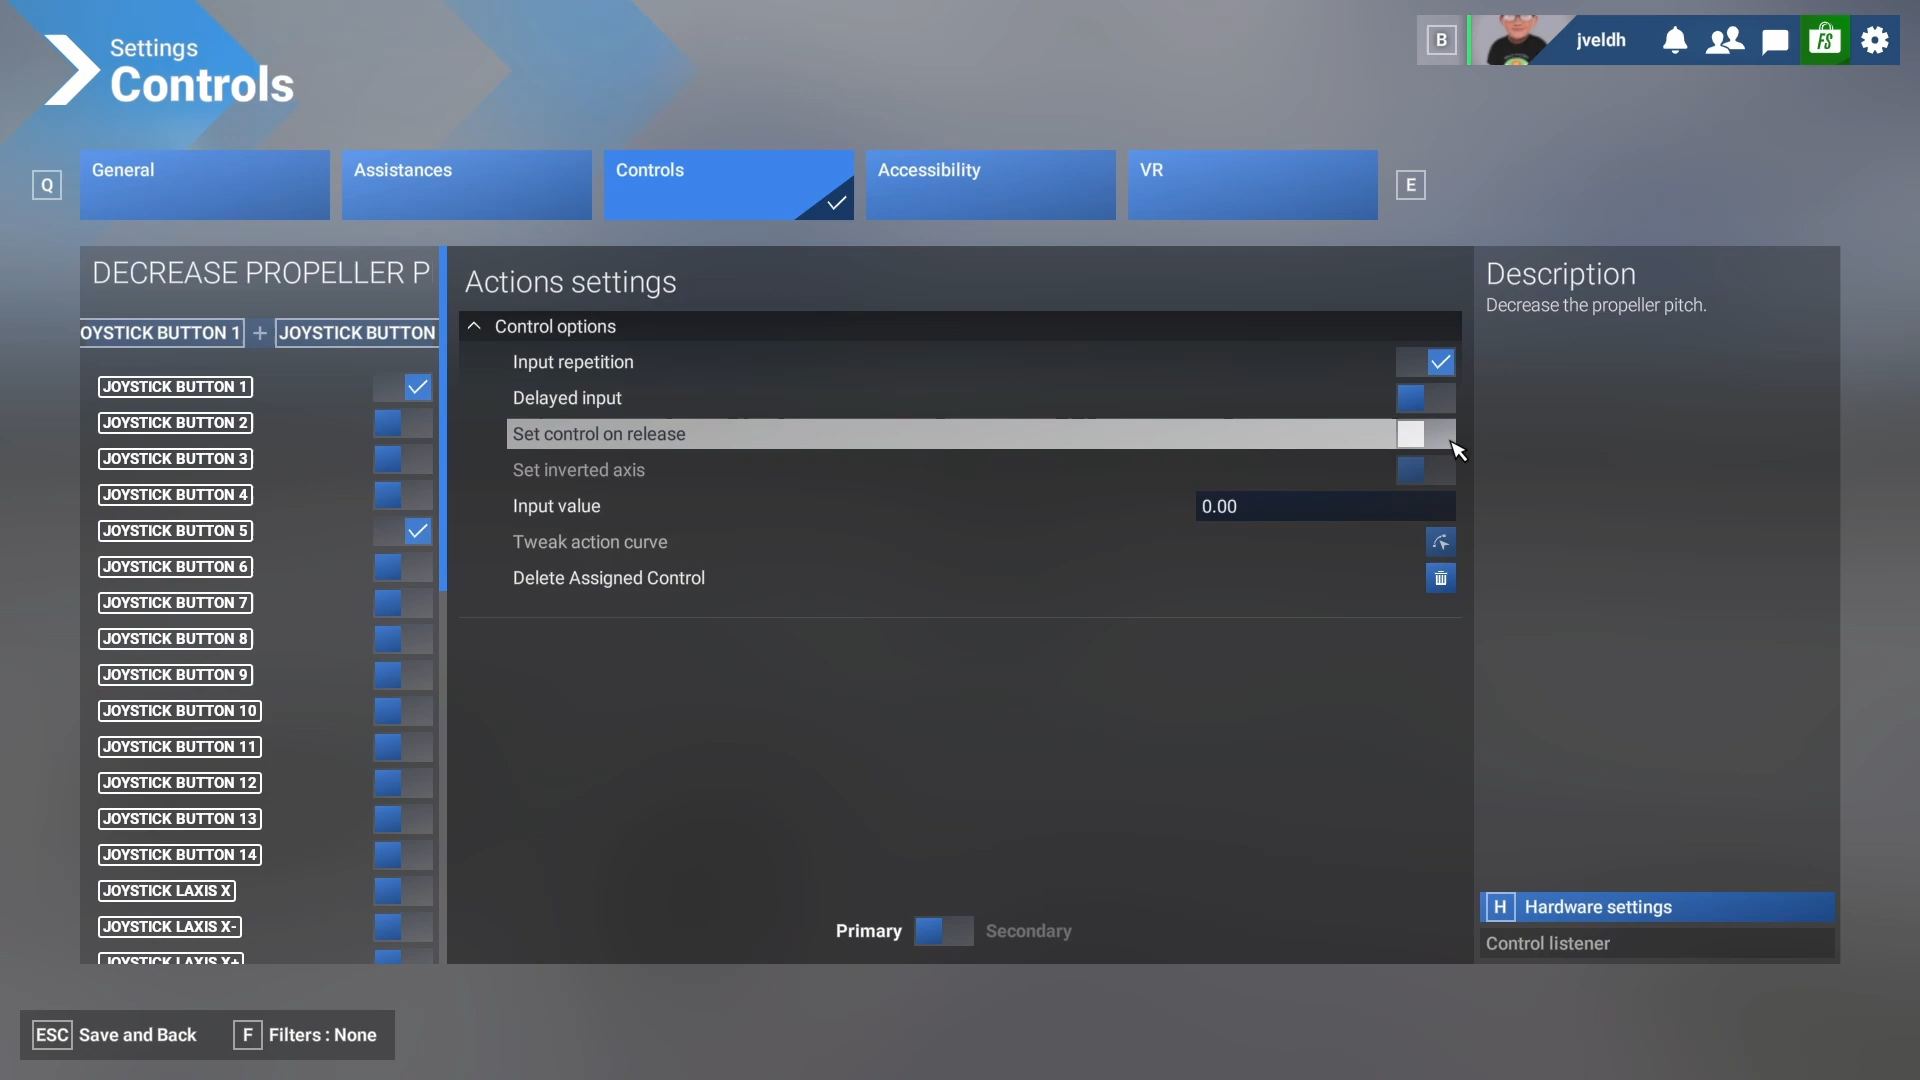 Settings
Controls
B
jveldh
FS
Q
General
Assistances
Controls
Accessibility
VR
E
DECREASE PROPELLER P
OYSTICK BUTTON 1 + JOYSTICK BUTTON
JOYSTICK BUTTON 1
JOYSTICK BUTTON 2
JOYSTICK BUTTON 3
JOYSTICK BUTTON 4
JOYSTICK BUTTON 5
JOYSTICK BUTTON 6
JOYSTICK BUTTON 7
JOYSTICK BUTTON 8
JOYSTICK BUTTON 9
JOYSTICK BUTTON 10
JOYSTICK BUTTON 11
JOYSTICK BUTTON 12
JOYSTICK BUTTON 13
JOYSTICK BUTTON 14
JOYSTICK LAXIS X
JOYSTICK LAXIS X-
JOYSTICK LAXIS X+
Actions settings
Control options
Input repetition
Delayed input
Set control on release
Set inverted axis
Input value 0.00
Tweak action curve
Delete Assigned Control
Primary Secondary
Description
Decrease the propeller pitch.
H Hardware settings
Control listener
ESC Save and Back F Filters : None